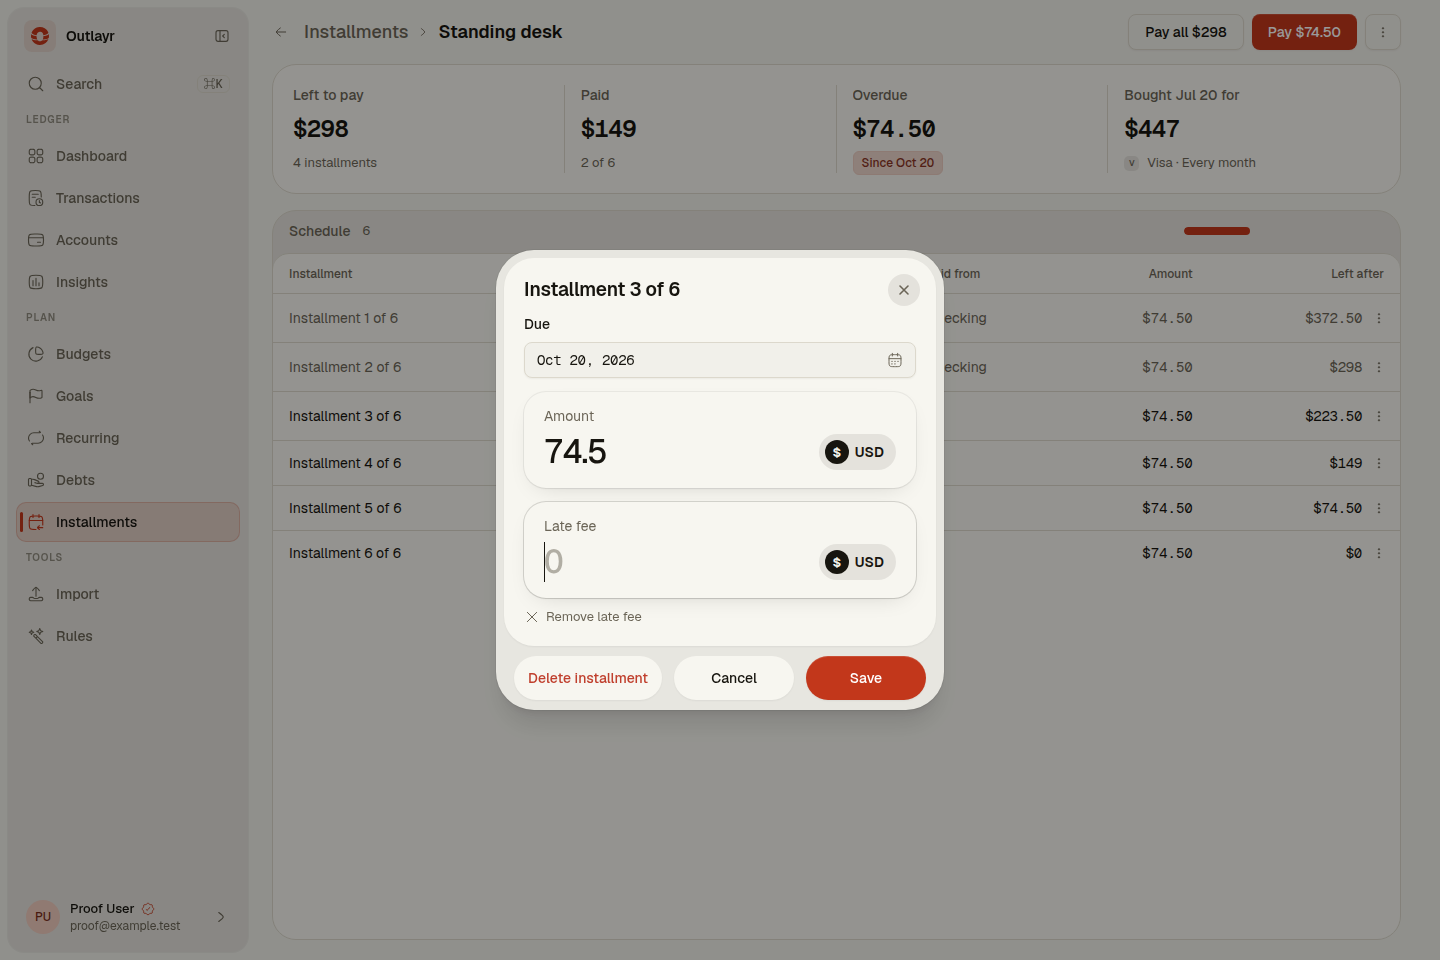 Outlayr
Search
⌘K
LEDGER
Dashboard
Transactions
Accounts
Insights
PLAN
Budgets
Goals
Recurring
Debts
Installments
TOOLS
Import
Rules
PU
Proof User
proof@example.test
Installments
Standing desk
Pay all $298
Pay $74.50
Left to pay
$298
4 installments
Paid
$149
2 of 6
Overdue
$74.50
Since Oct 20
Bought Jul 20 for
$447
V Visa · Every month
Schedule 6
Installment
id from
Amount
Left after
Installment 1 of 6
ecking
$74.50
$372.50
Installment 2 of 6
ecking
$74.50
$298
Installment 3 of 6
$74.50
$223.50
Installment 4 of 6
$74.50
$149
Installment 5 of 6
$74.50
$74.50
Installment 6 of 6
$74.50
$0
Installment 3 of 6
Due
Oct 20, 2026
Amount
74.5
$ USD
Late fee
0
$ USD
Remove late fee
Delete installment
Cancel
Save